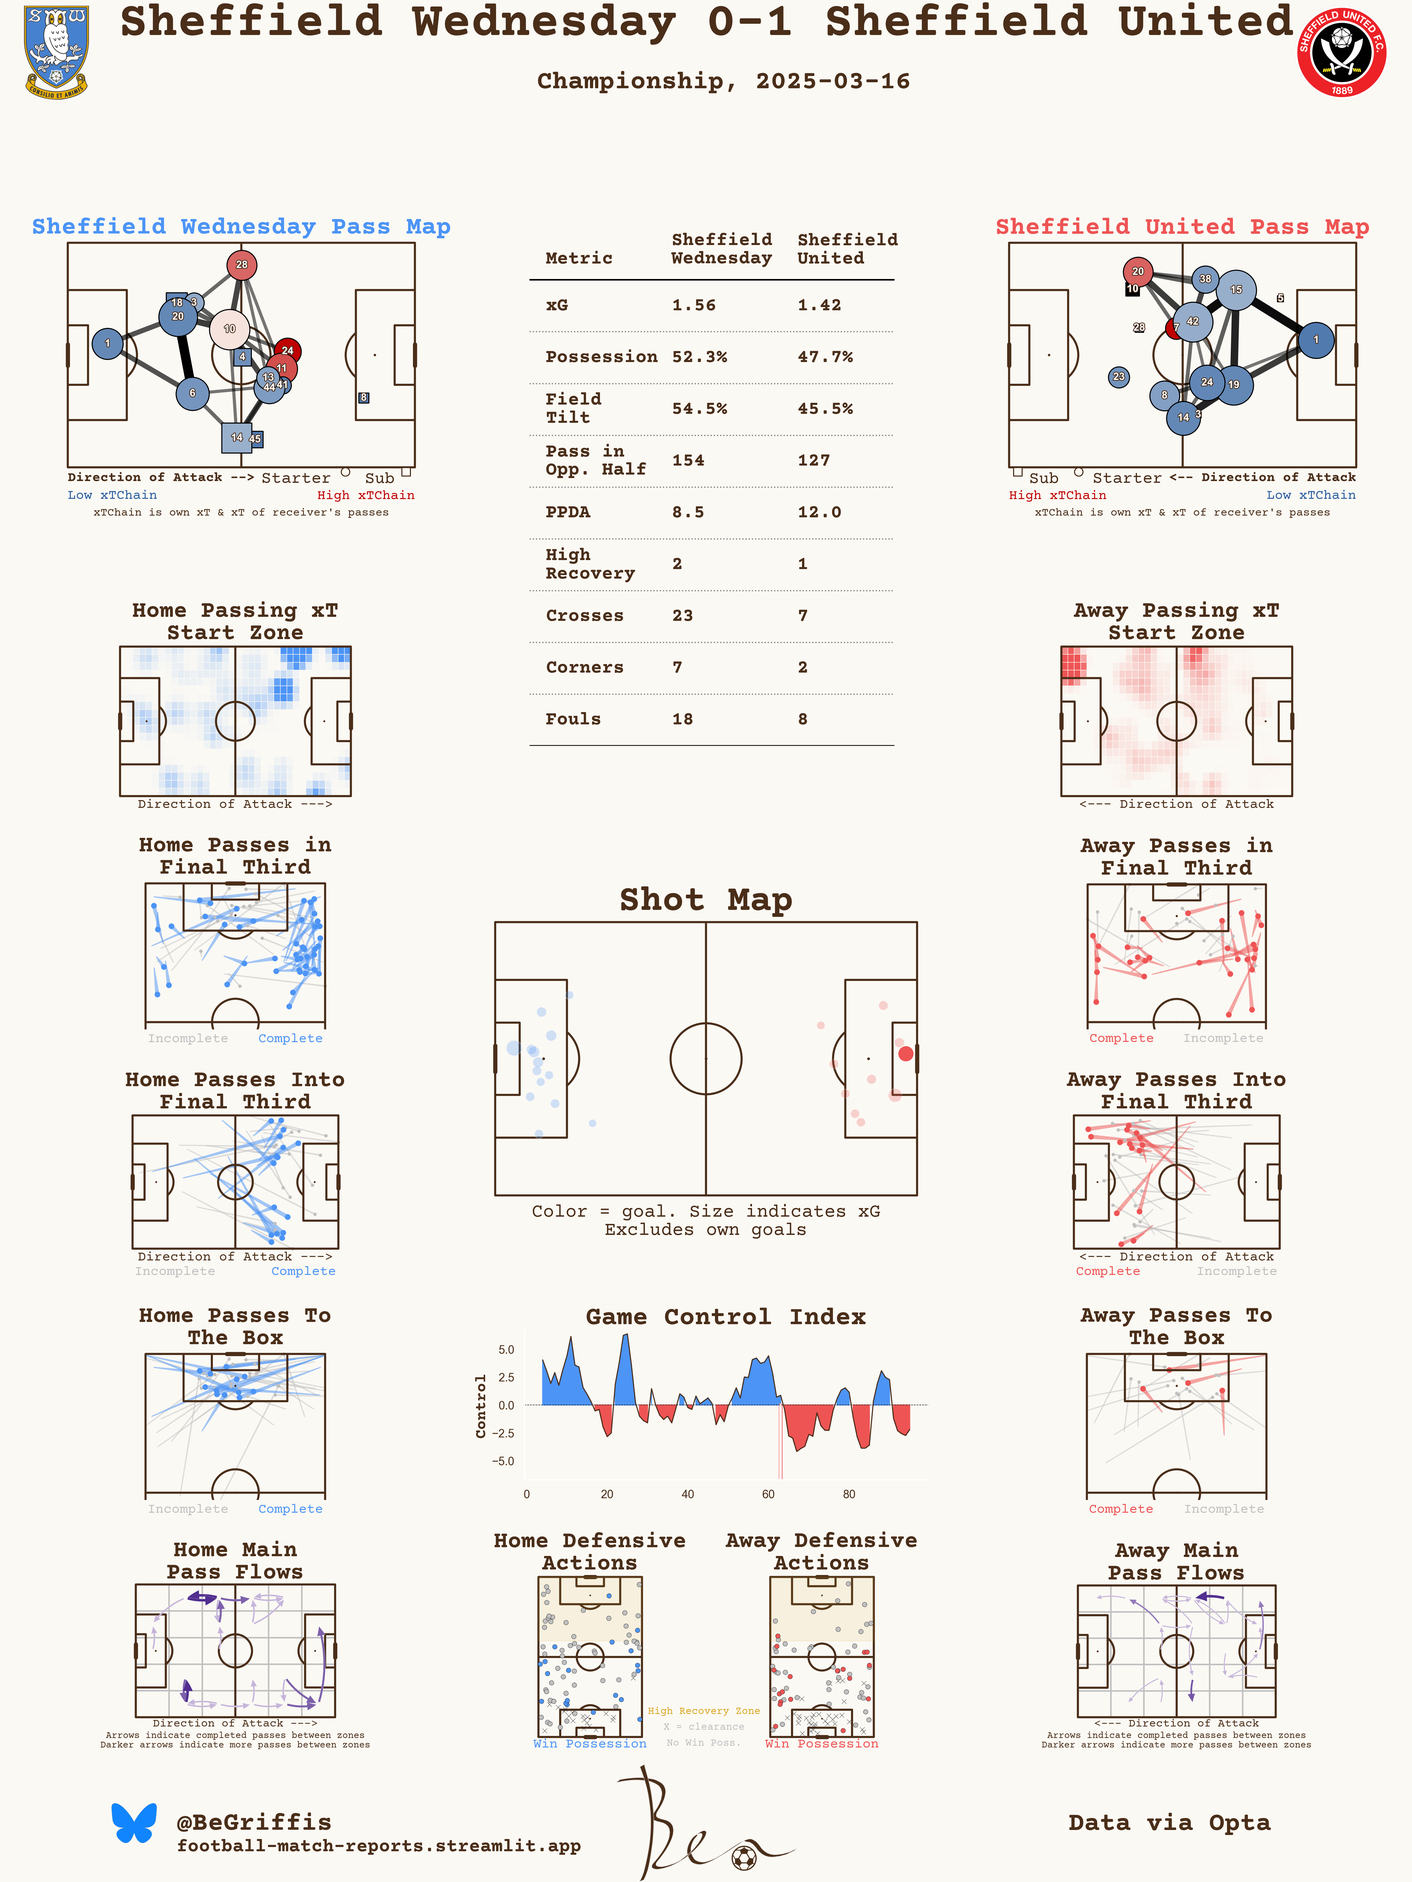 Sheffield Wednesday 0-1 Sheffield United
Championship, 2025-03-16
S W
CONSILIO ET ANIMIS
SHEFFIELD UNITED F.C.
1889
Sheffield Wednesday Pass Map
28
18 3
20
10
1
4
24
11
13
44 41
6
8
14 45
Direction of Attack --> Starter Sub
Low xTChain High xTChain
xTChain is own xT & xT of receiver's passes
Metric Sheffield Wednesday Sheffield United
xG 1.56 1.42
Possession 52.3% 47.7%
Field Tilt 54.5% 45.5%
Pass in Opp. Half 154 127
PPDA 8.5 12.0
High Recovery 2 1
Crosses 23 7
Corners 7 2
Fouls 18 8
Sheffield United Pass Map
20
38
10
15
5
42
28 7
1
23
24 19
8
14 3
Sub Starter <-- Direction of Attack
High xTChain Low xTChain
xTChain is own xT & xT of receiver's passes
Home Passing xT
Start Zone
Direction of Attack --->
Away Passing xT
Start Zone
<--- Direction of Attack
Home Passes in
Final Third
Incomplete Complete
Away Passes in
Final Third
Complete Incomplete
Shot Map
Color = goal. Size indicates xG
Excludes own goals
Home Passes Into
Final Third
Direction of Attack --->
Incomplete Complete
Away Passes Into
Final Third
<--- Direction of Attack
Complete Incomplete
Home Passes To
The Box
Incomplete Complete
Game Control Index
Control
5.0
2.5
0.0
−2.5
−5.0
0 20 40 60 80
Away Passes To
The Box
Complete Incomplete
Home Main
Pass Flows
Direction of Attack --->
Arrows indicate completed passes between zones
Darker arrows indicate more passes between zones
Home Defensive
Actions
Win Possession
Away Defensive
Actions
Win Possession
High Recovery Zone
X = clearance
No Win Poss.
Away Main
Pass Flows
<--- Direction of Attack
Arrows indicate completed passes between zones
Darker arrows indicate more passes between zones
@BeGriffis
football-match-reports.streamlit.app
Ben
Data via Opta